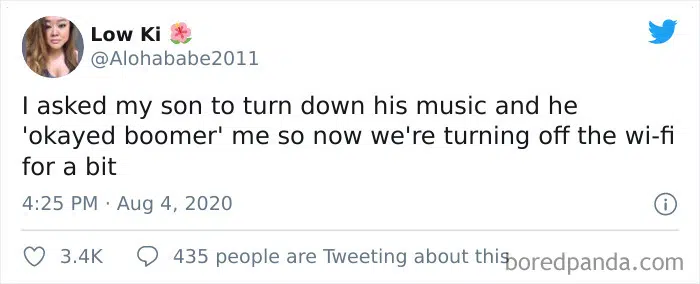 Low Ki 🌺
@Alohababe2011
I asked my son to turn down his music and he
'okayed boomer' me so now we're turning off the wi-fi
for a bit
4:25 PM · Aug 4, 2020
3.4K 435 people are Tweeting about this
boredpanda.com